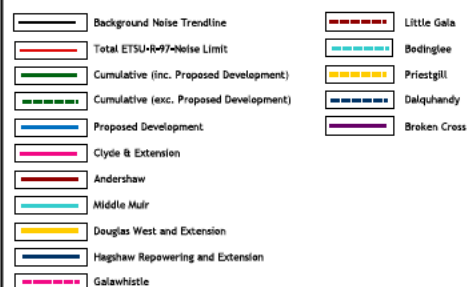 Background Noise Trendline
Total ETSU-R-97-Noise Limit
Cumulative (inc. Proposed Development)
Cumulative (exc. Proposed Development)
Proposed Development
Clyde & Extension
Andershaw
Middle Muir
Douglas West and Extension
Hagshaw Repowering and Extension
Galawhistle
Little Gala
Bodinglee
Priestgill
Dalquhandy
Broken Cross